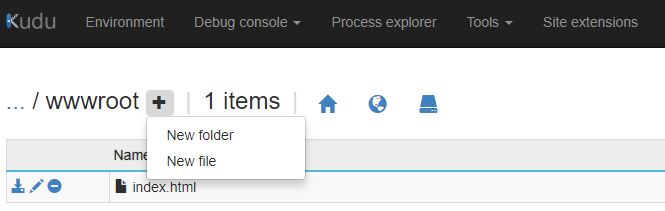 Kudu Environment Debug console Process explorer Tools Site extensions
... / wwwroot + | 1 items |
New folder
New file
Name
index.html